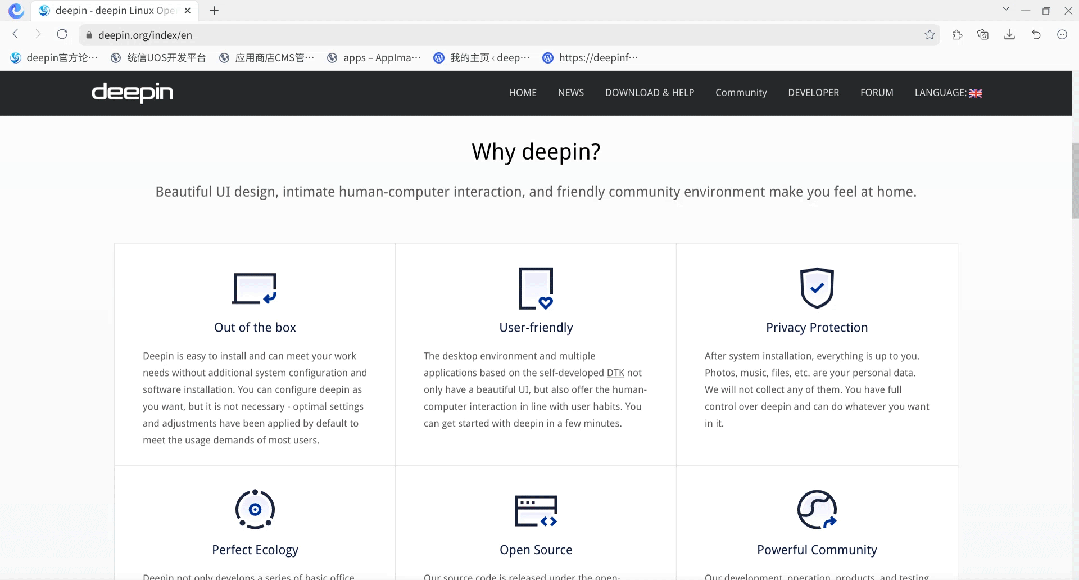 deepin - deepin Linux Ope
deepin.org/index/en
deepin官方论···
统信UOS开发平台
应用商店CMS管···
apps – AppIma···
我的主页 ‹ deep···
https://deepinf···
deepin
HOME
NEWS
DOWNLOAD & HELP
Community
DEVELOPER
FORUM
LANGUAGE:
Why deepin?
Beautiful UI design, intimate human-computer interaction, and friendly community environment make you feel at home.
Out of the box
Deepin is easy to install and can meet your work
needs without additional system configuration and
software installation. You can configure deepin as
you want, but it is not necessary - optimal settings
and adjustments have been applied by default to
meet the usage demands of most users.
User-friendly
The desktop environment and multiple
applications based on the self-developed DTK not
only have a beautiful UI, but also offer the human-
computer interaction in line with user habits. You
can get started with deepin in a few minutes.
Privacy Protection
After system installation, everything is up to you.
Photos, music, files, etc. are your personal data.
We will not collect any of them. You have full
control over deepin and can do whatever you want
in it.
Perfect Ecology
Deepin not only develops a series of basic office
Open Source
Our source code is released under the open-
Powerful Community
Our development, operation, products, and testing